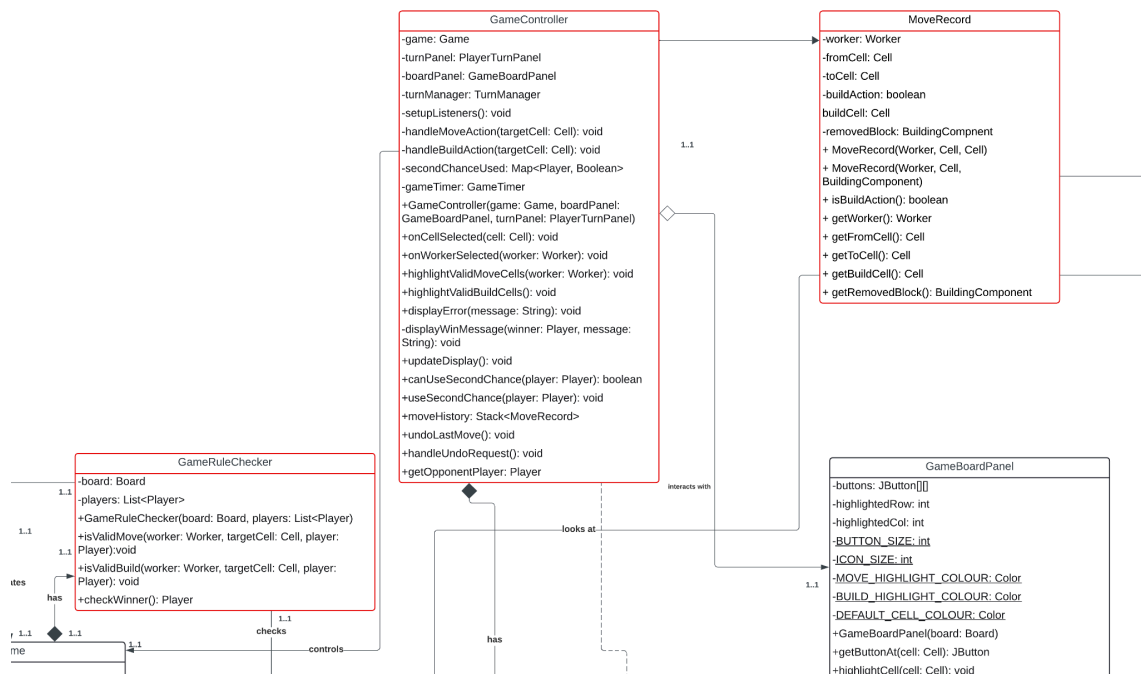 GameController
-game: Game
-turnPanel: PlayerTurnPanel
-boardPanel: GameBoardPanel
-turnManager: TurnManager
-setupListeners(): void
-handleMoveAction(targetCell: Cell): void
-handleBuildAction(targetCell: Cell): void
-secondChanceUsed: Map<Player, Boolean>
-gameTimer: GameTimer
+GameController(game: Game, boardPanel:
GameBoardPanel, turnPanel: PlayerTurnPanel)
+onCellSelected(cell: Cell): void
+onWorkerSelected(worker: Worker): void
+highlightValidMoveCells(worker: Worker): void
+highlightValidBuildCells(): void
+displayError(message: String): void
-displayWinMessage(winner: Player, message:
String): void
+updateDisplay(): void
+canUseSecondChance(player: Player): boolean
+useSecondChance(player: Player): void
+moveHistory: Stack<MoveRecord>
+undoLastMove(): void
+handleUndoRequest(): void
+getOpponentPlayer: Player
MoveRecord
-worker: Worker
-fromCell: Cell
-toCell: Cell
-buildAction: boolean
buildCell: Cell
-removedBlock: BuildingCompnent
+ MoveRecord(Worker, Cell, Cell)
+ MoveRecord(Worker, Cell,
BuildingComponent)
+ isBuildAction(): boolean
+ getWorker(): Worker
+ getFromCell(): Cell
+ getToCell(): Cell
+ getBuildCell(): Cell
+ getRemovedBlock(): BuildingComponent
1..1
GameRuleChecker
-board: Board
-players: List<Player>
+GameRuleChecker(board: Board, players: List<Player)
+isValidMove(worker: Worker, targetCell: Cell, player:
Player):void
+isValidBuild(worker: Worker, targetCell: Cell, player:
Player): void
+checkWinner(): Player
1..1
1..1
1..1
ates
has
1..1
1..1
me
1..1
controls
1..1
checks
has
looks at
interacts with
1..1
GameBoardPanel
-buttons: JButton[][]
-highlightedRow: int
-highlightedCol: int
-BUTTON_SIZE: int
-ICON_SIZE: int
-MOVE_HIGHLIGHT_COLOUR: Color
-BUILD_HIGHLIGHT_COLOUR: Color
-DEFAULT_CELL_COLOUR: Color
+GameBoardPanel(board: Board)
+getButtonAt(cell: Cell): JButton
+highlightCell(cell: Cell): void